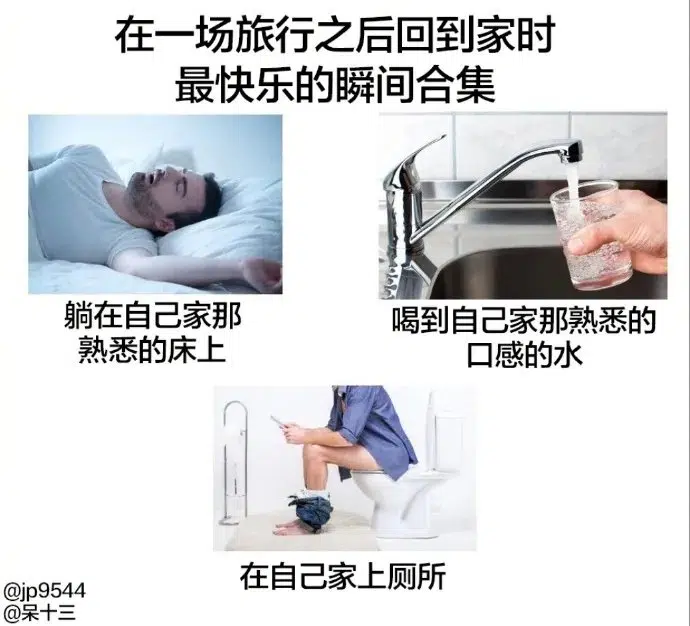 在一场旅行之后回到家时
最快乐的瞬间合集
躺在自己家那
熟悉的床上
喝到自己家那熟悉的
口感的水
在自己家上厕所
@jp9544
@呆十三